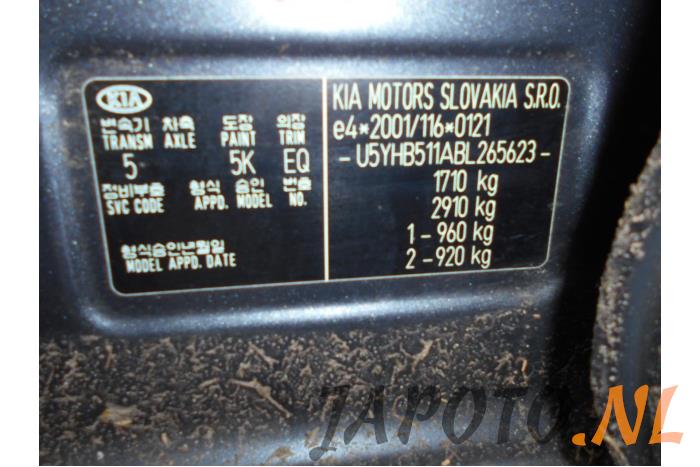 KIA
변속기 차축 도장 의장
TRANSM AXLE PAINT TRIM
5 5K EQ
정비부호 형식 승인 번호
SVC CODE APPD. MODEL NO.
형식승인년월일
MODEL APPD. DATE
KIA MOTORS SLOVAKIA S.R.O.
e4*2001/116*0121
-U5YHB511ABL265623-
1710 kg
2910 kg
1 - 960 kg
2 - 920 kg
JAPOTO.NL